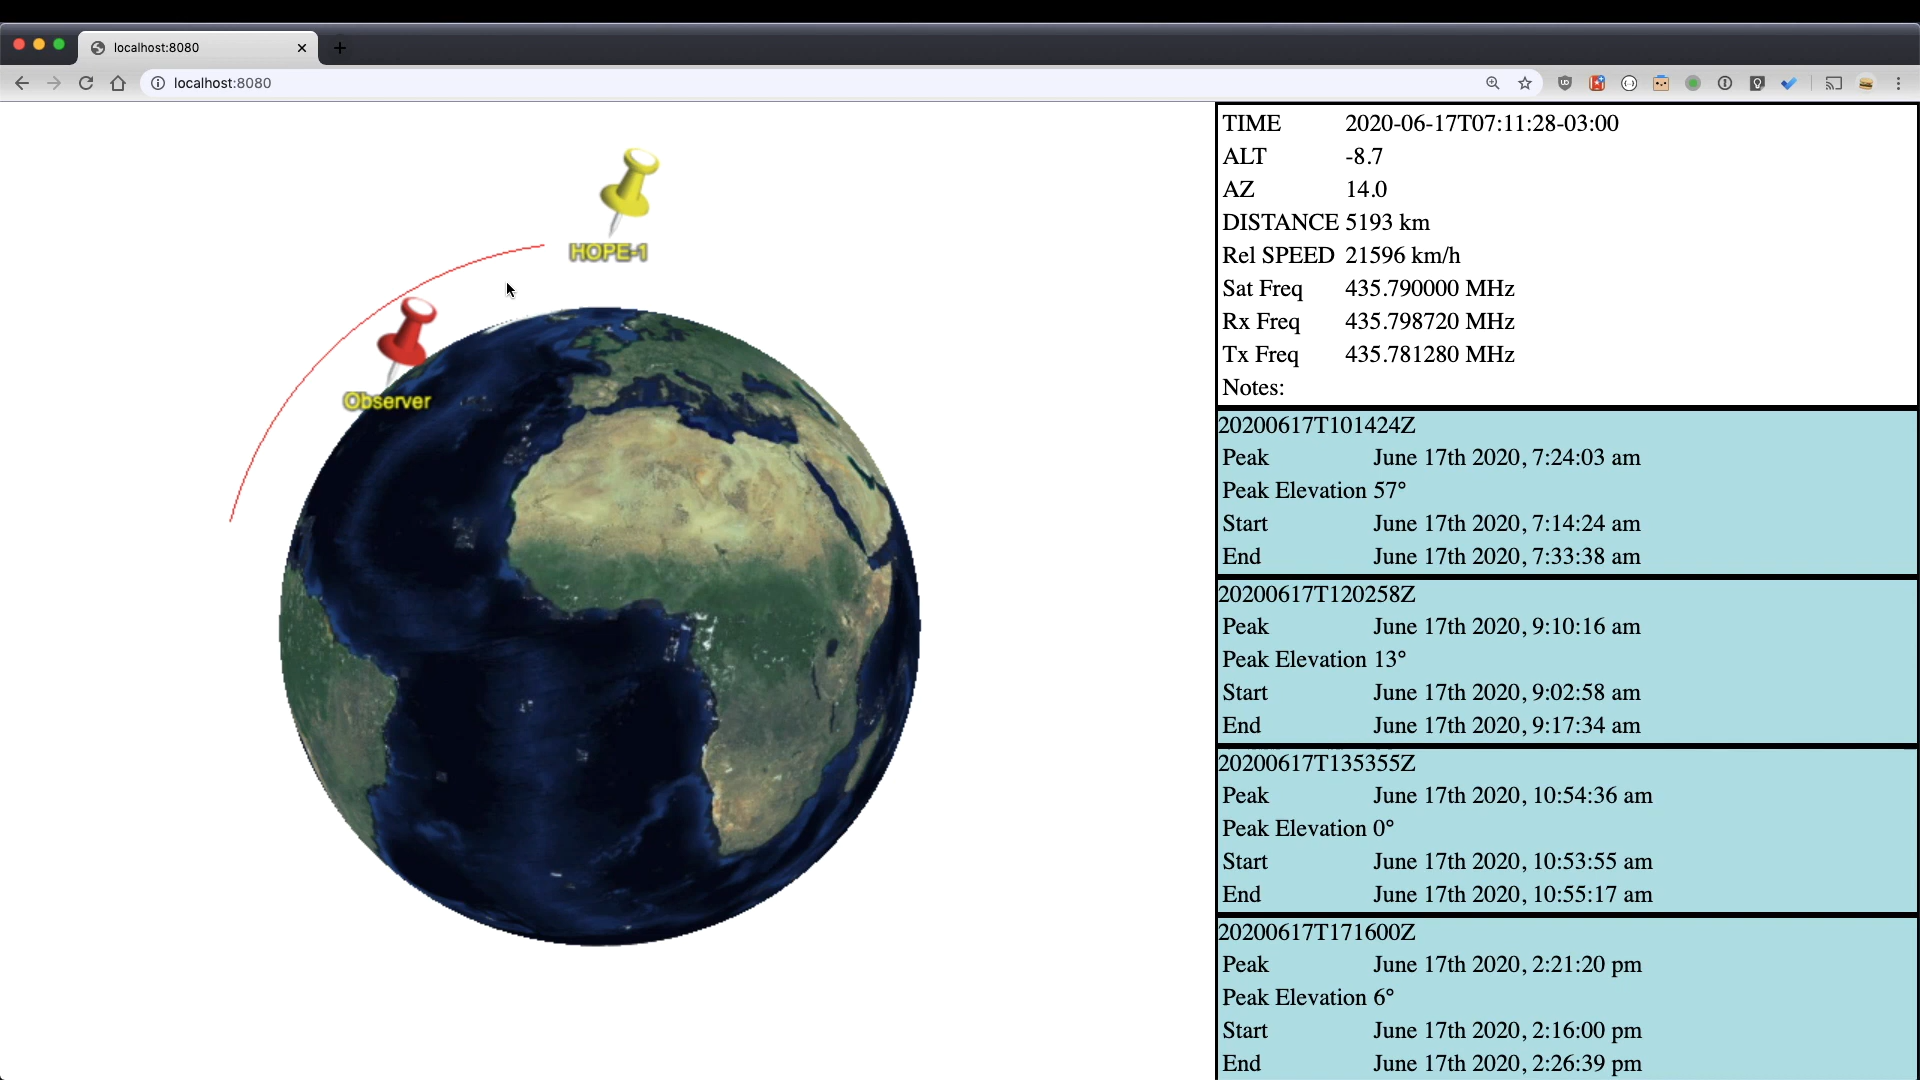 localhost:8080
localhost:8080
HOPE-1
Observer
TIME 2020-06-17T07:11:28-03:00
ALT -8.7
AZ 14.0
DISTANCE 5193 km
Rel SPEED 21596 km/h
Sat Freq 435.790000 MHz
Rx Freq 435.798720 MHz
Tx Freq 435.781280 MHz
Notes:
20200617T101424Z
Peak June 17th 2020, 7:24:03 am
Peak Elevation 57°
Start June 17th 2020, 7:14:24 am
End June 17th 2020, 7:33:38 am
20200617T120258Z
Peak June 17th 2020, 9:10:16 am
Peak Elevation 13°
Start June 17th 2020, 9:02:58 am
End June 17th 2020, 9:17:34 am
20200617T135355Z
Peak June 17th 2020, 10:54:36 am
Peak Elevation 0°
Start June 17th 2020, 10:53:55 am
End June 17th 2020, 10:55:17 am
20200617T171600Z
Peak June 17th 2020, 2:21:20 pm
Peak Elevation 6°
Start June 17th 2020, 2:16:00 pm
End June 17th 2020, 2:26:39 pm